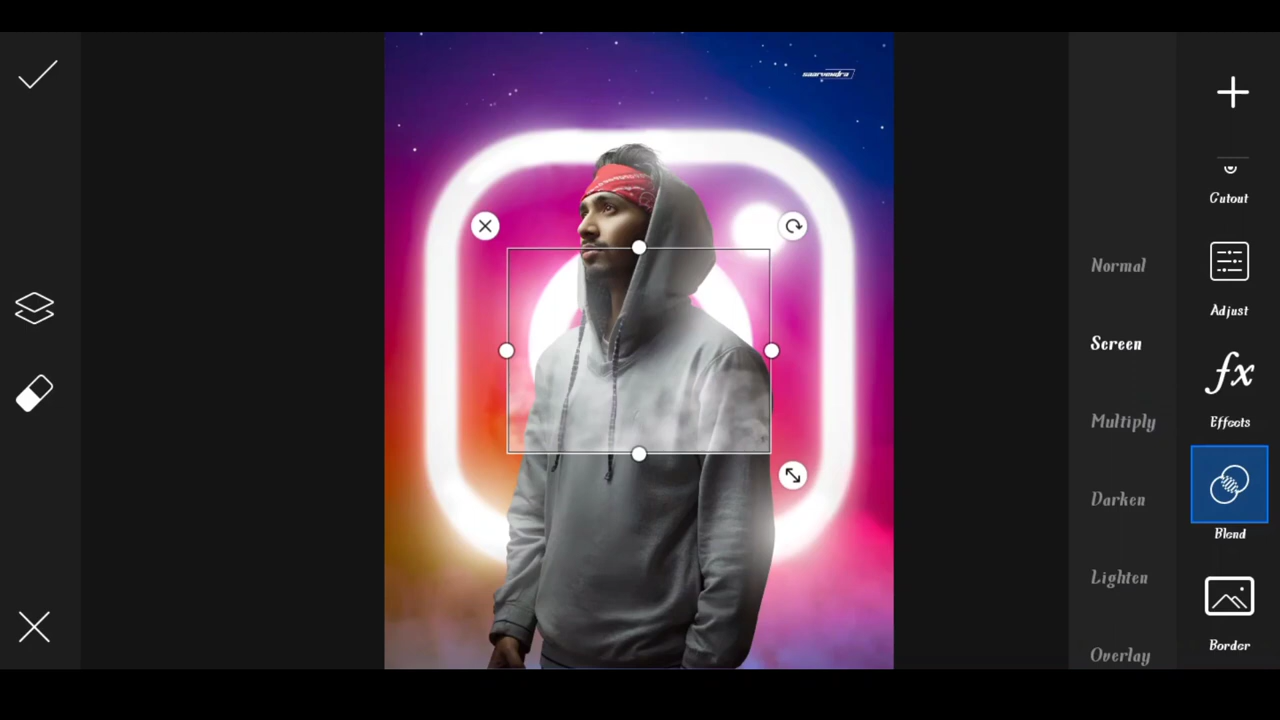 Cutout
Adjust
fx
Effects
Blend
Border
Normal
Screen
Multiply
Darken
Lighten
Overlay